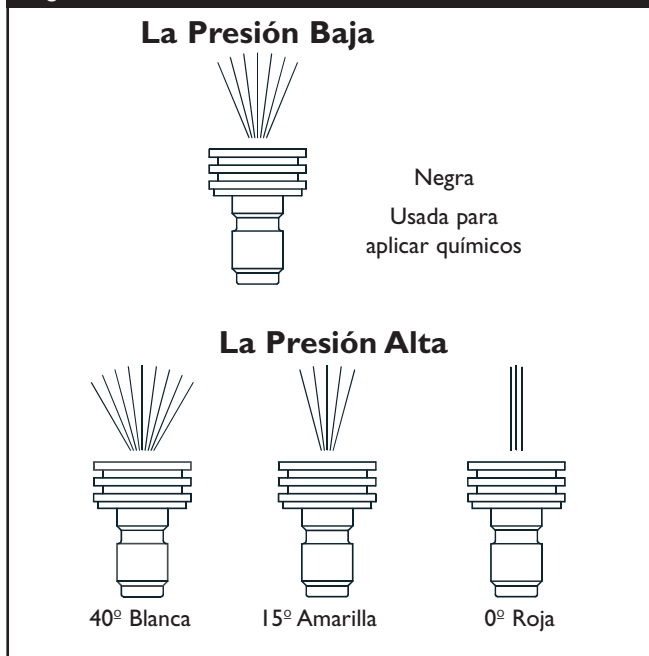 La Presión Baja
Negra
Usada para
aplicar químicos
La Presión Alta
40º Blanca
15º Amarilla
0º Roja